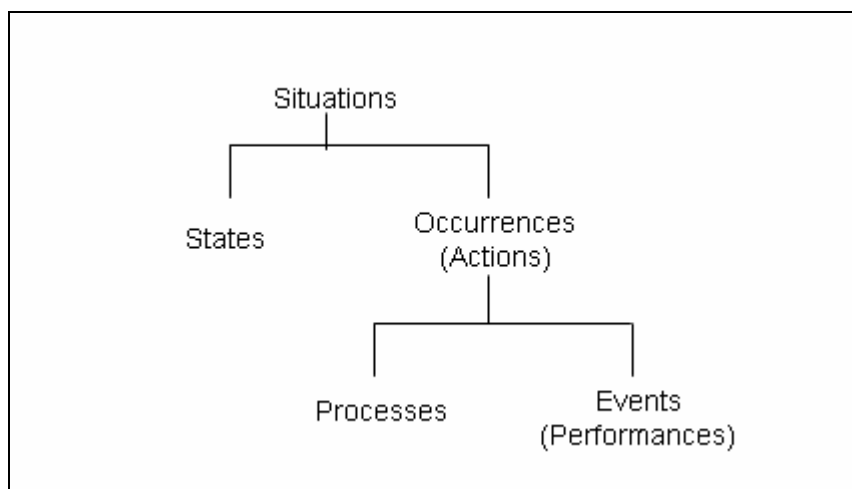 Situations
States
Occurrences
(Actions)
Processes
Events
(Performances)